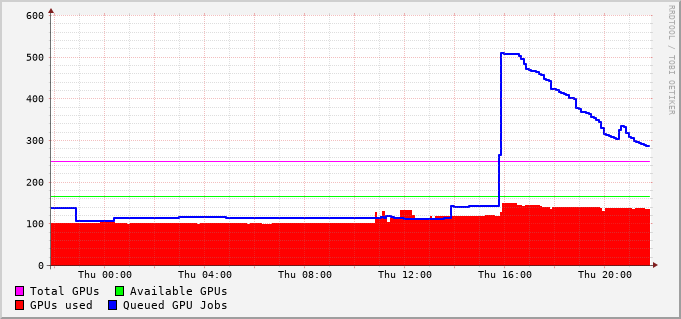 600
500
400
300
200
100
0
Thu 00:00 Thu 04:00 Thu 08:00 Thu 12:00 Thu 16:00 Thu 20:00
Total GPUs Available GPUs
GPUs used Queued GPU Jobs
RRDTOOL / TOBI OETIKER